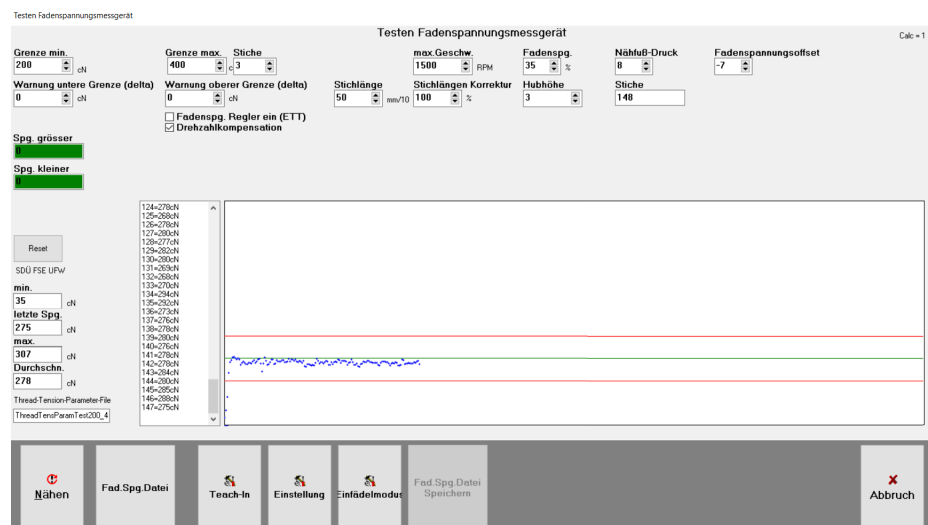 Testen Fadenspannungsmessgerät
Testen Fadenspannungsmessgerät
Calc = 1
Grenze min.
200 cN
Grenze max.
400 c
Stiche
3
max.Geschw.
1500 RPM
Fadenspg.
35 %
Nähfuß-Druck
8
Fadenspannungsoffset
-7
Warnung untere Grenze (delta)
0 cN
Warnung oberer Grenze (delta)
0 cN
Stichlänge
50 mm/10
Stichlängen Korrektur
100 %
Hubhöhe
3
Stiche
148
Fadenspg. Regler ein (ETT)
Drehzahlkompensation
Spg. grösser
0
Spg. kleiner
0
124=278cN
125=268cN
126=278cN
127=280cN
128=277cN
129=282cN
130=280cN
131=269cN
132=268cN
133=270cN
134=294cN
135=292cN
136=273cN
137=276cN
138=278cN
139=280cN
140=276cN
141=278cN
142=278cN
143=284cN
144=280cN
145=285cN
146=288cN
147=275cN
Reset
SDÜ FSE UFW
min.
35 cN
letzte Spg.
275 cN
max.
307 cN
Durchschn.
278 cN
Thread-Tension-Parameter-File
ThreadTensParamTest200_4
Nähen
Fad.Spg.Datei
Teach-In
Einstellung
Einfädelmodus
Fad.Spg.Datei
Speichern
Abbruch